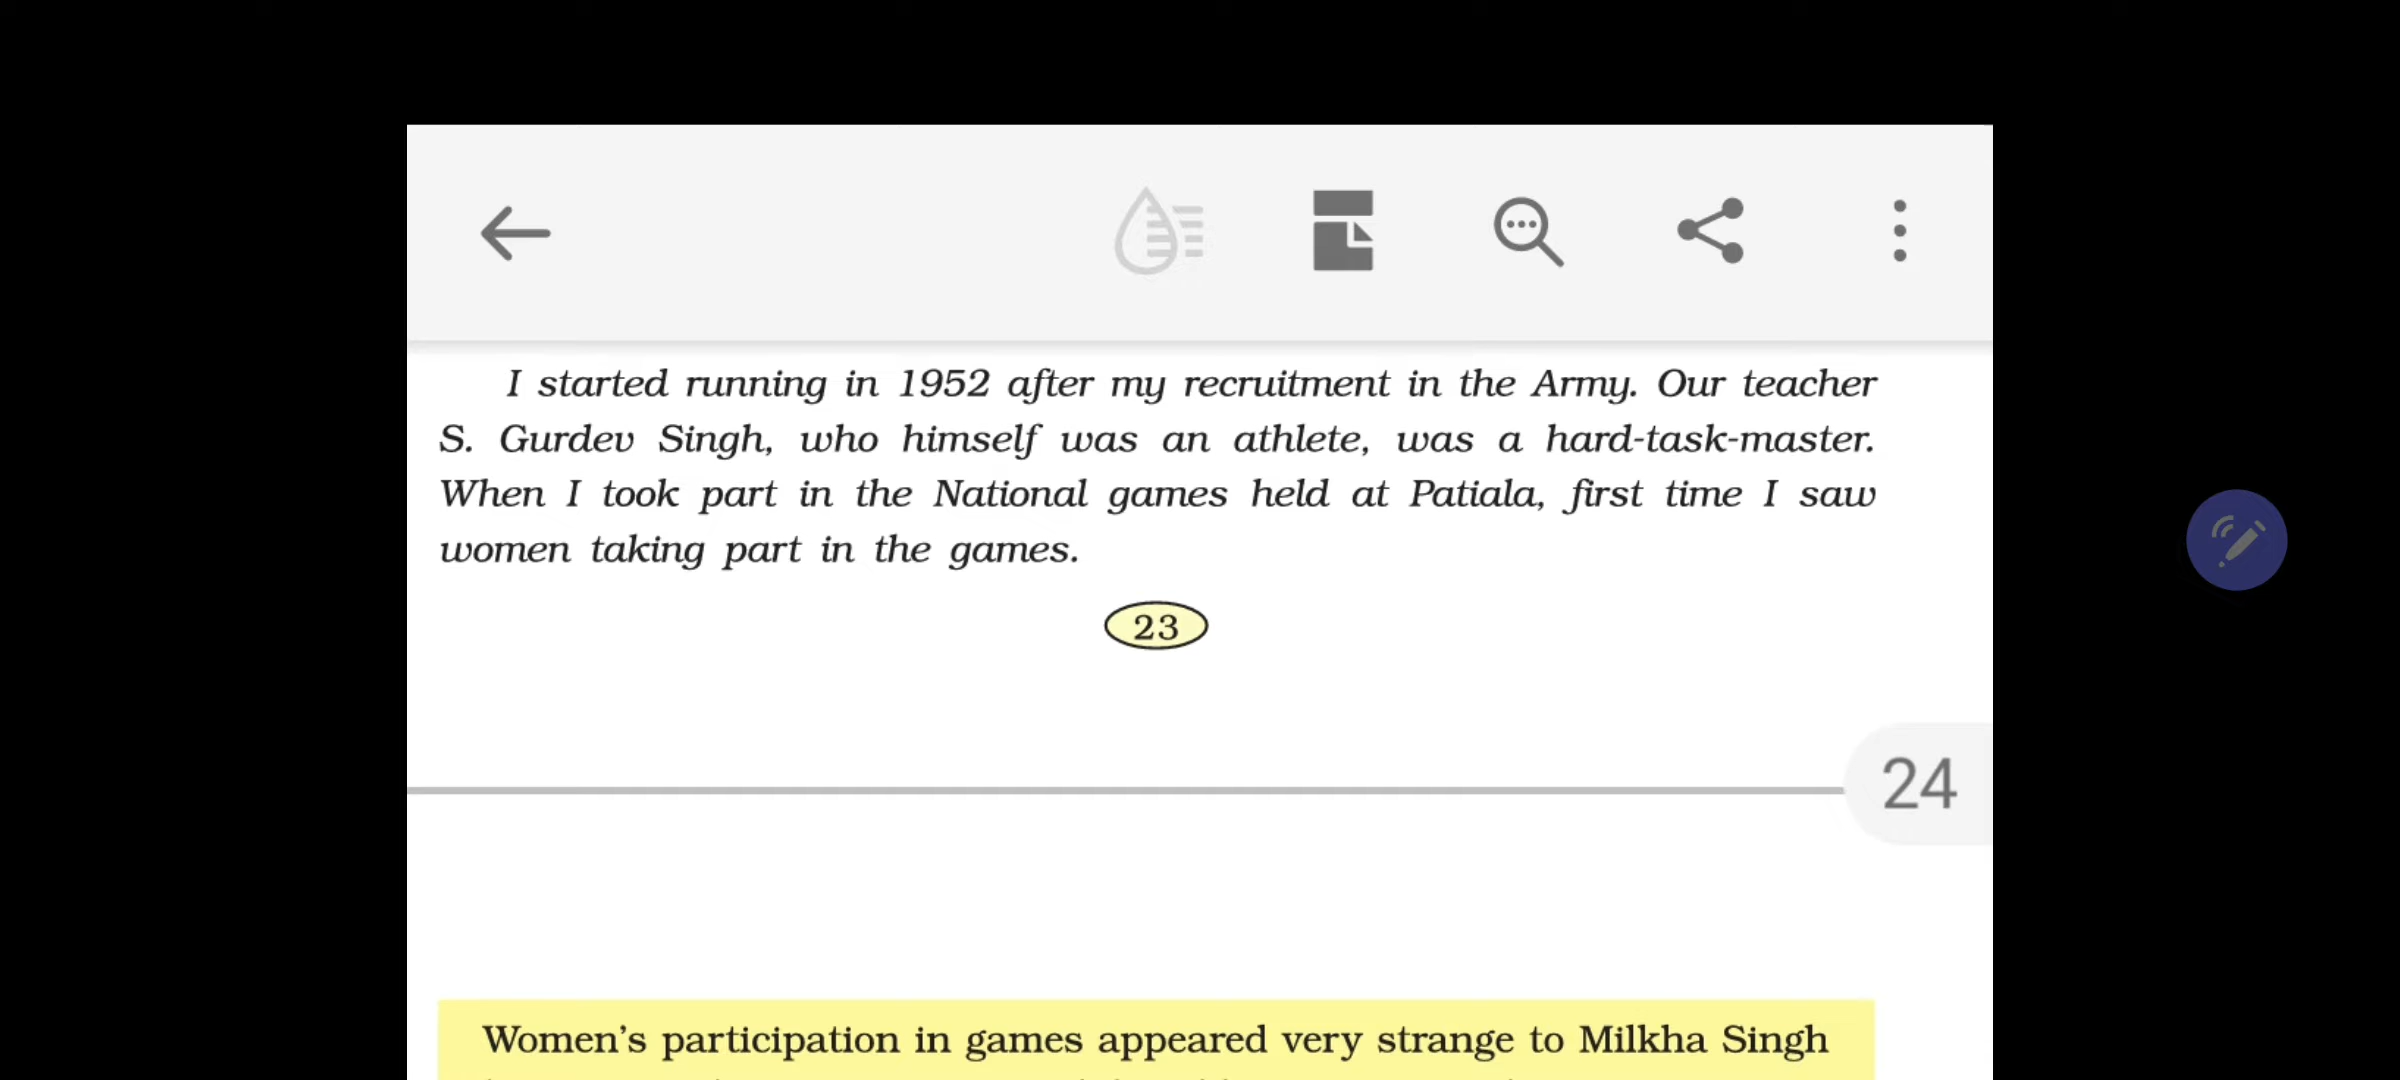 I started running in 1952 after my recruitment in the Army. Our teacher
S. Gurdev Singh, who himself was an athlete, was a hard-task-master.
When I took part in the National games held at Patiala, first time I saw
women taking part in the games.
23
24
Women's participation in games appeared very strange to Milkha Singh